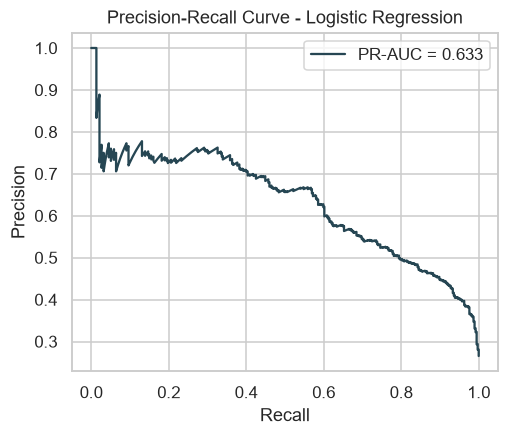 Precision-Recall Curve - Logistic Regression
PR-AUC = 0.633
1.0
0.9
0.8
0.7
0.6
0.5
0.4
0.3
Precision
0.0 0.2 0.4 0.6 0.8 1.0
Recall